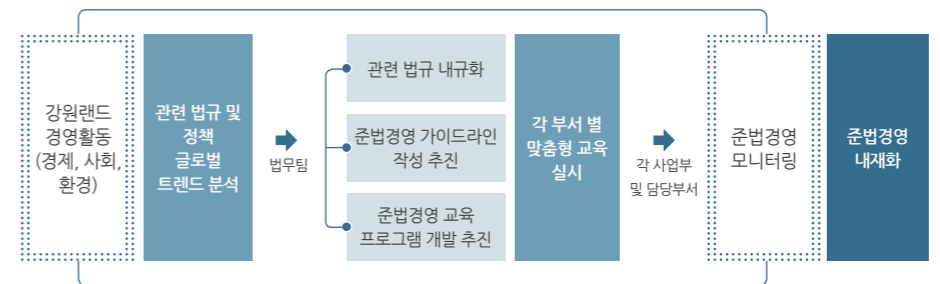 강원랜드
경영활동
(경제, 사회,
환경)
관련 법규 및
정책
글로벌
트렌드 분석
법무팀
관련 법규 내규화
준법경영 가이드라인
작성 추진
준법경영 교육
프로그램 개발 추진
각 부서 별
맞춤형 교육
실시
각 사업부
및 담당부서
준법경영
모니터링
준법경영
내재화